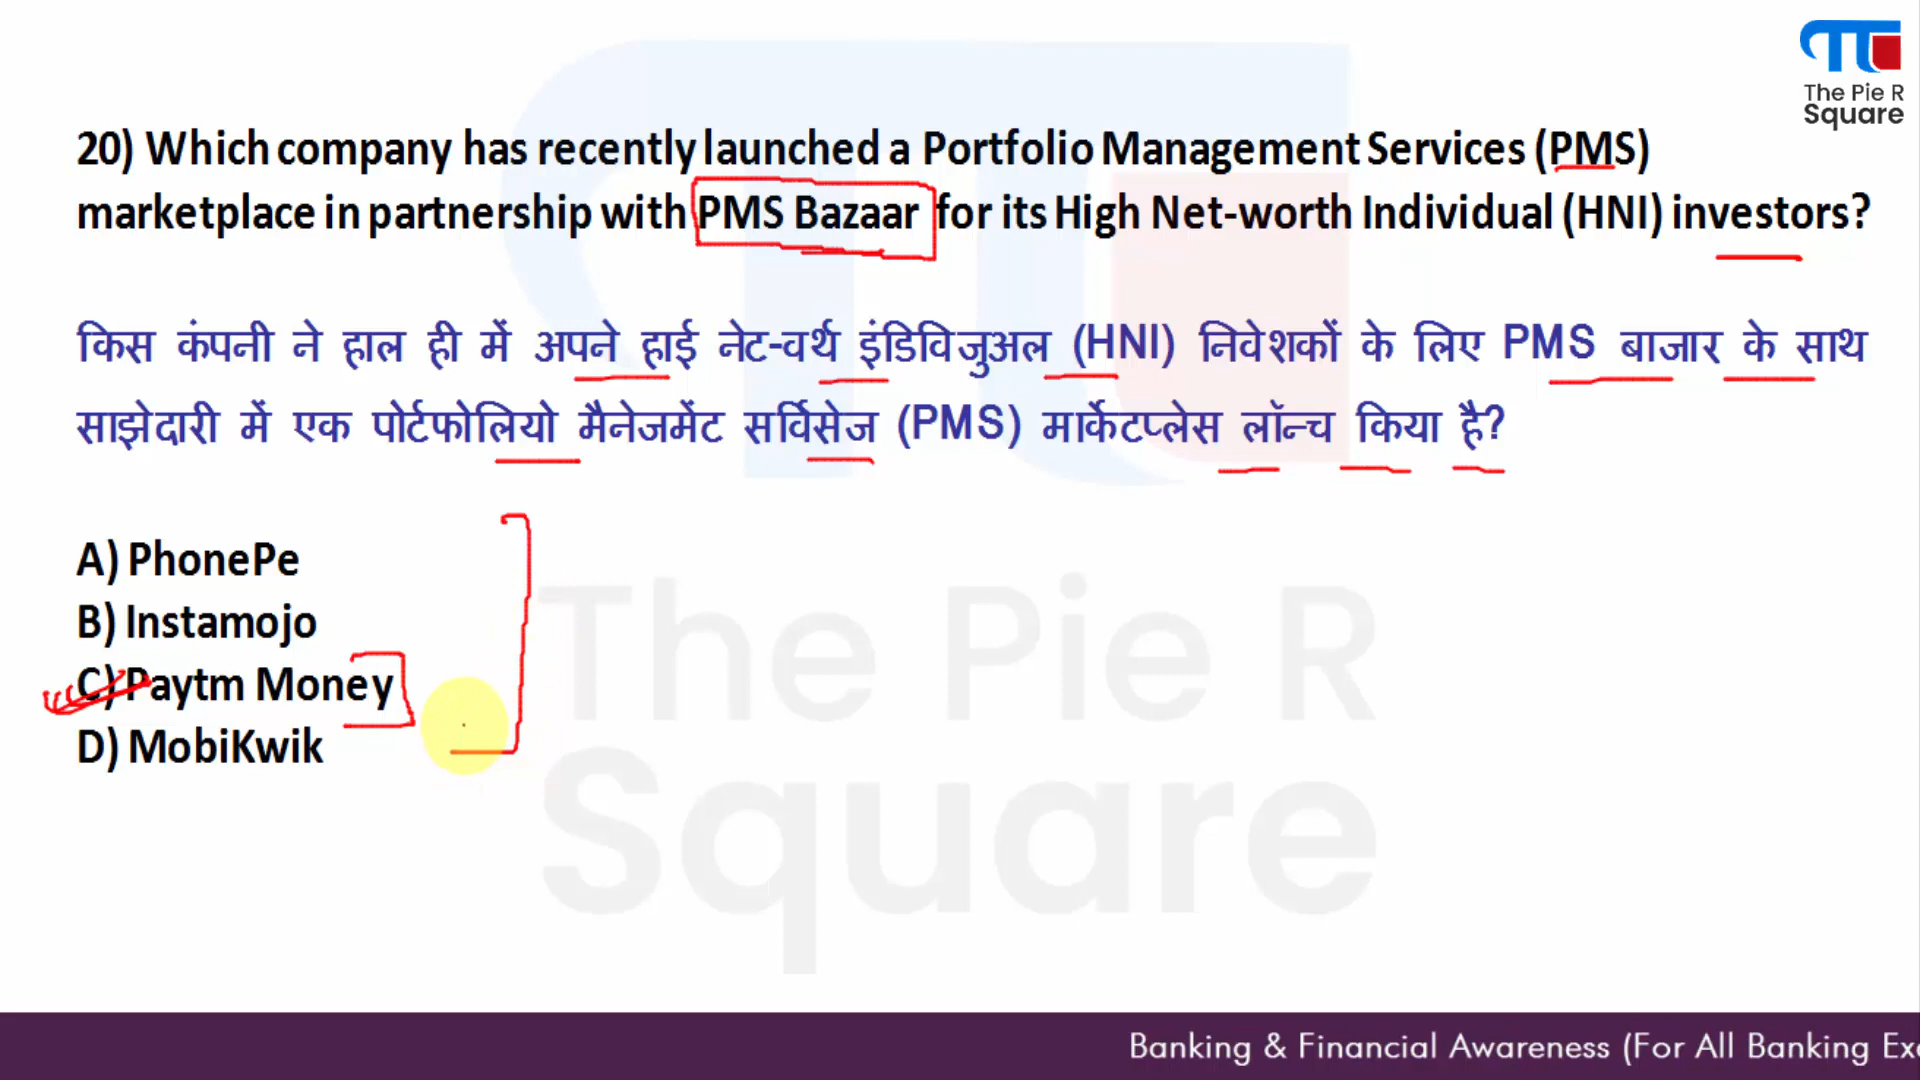 The Pie R
Square
20) Which company has recently launched a Portfolio Management Services (PMS)
marketplace in partnership with PMS Bazaar for its High Net-worth Individual (HNI) investors?
किस कंपनी ने हाल ही में अपने हाई नेट-वर्थ इंडिविजुअल (HNI) निवेशकों के लिए PMS बाजार के साथ
साझेदारी में एक पोर्टफोलियो मैनेजमेंट सर्विसेज (PMS) मार्केटप्लेस लॉन्च किया है?
A) PhonePe
B) Instamojo
C) Paytm Money
D) MobiKwik
The Pie R
Square
Banking & Financial Awareness (For All Banking Exa